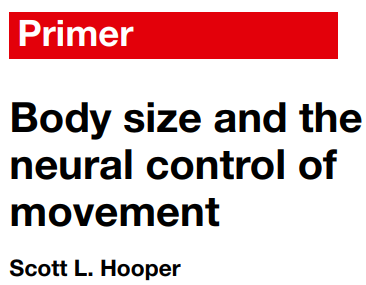 Primer
Body size and the
neural control of
movement
Scott L. Hooper